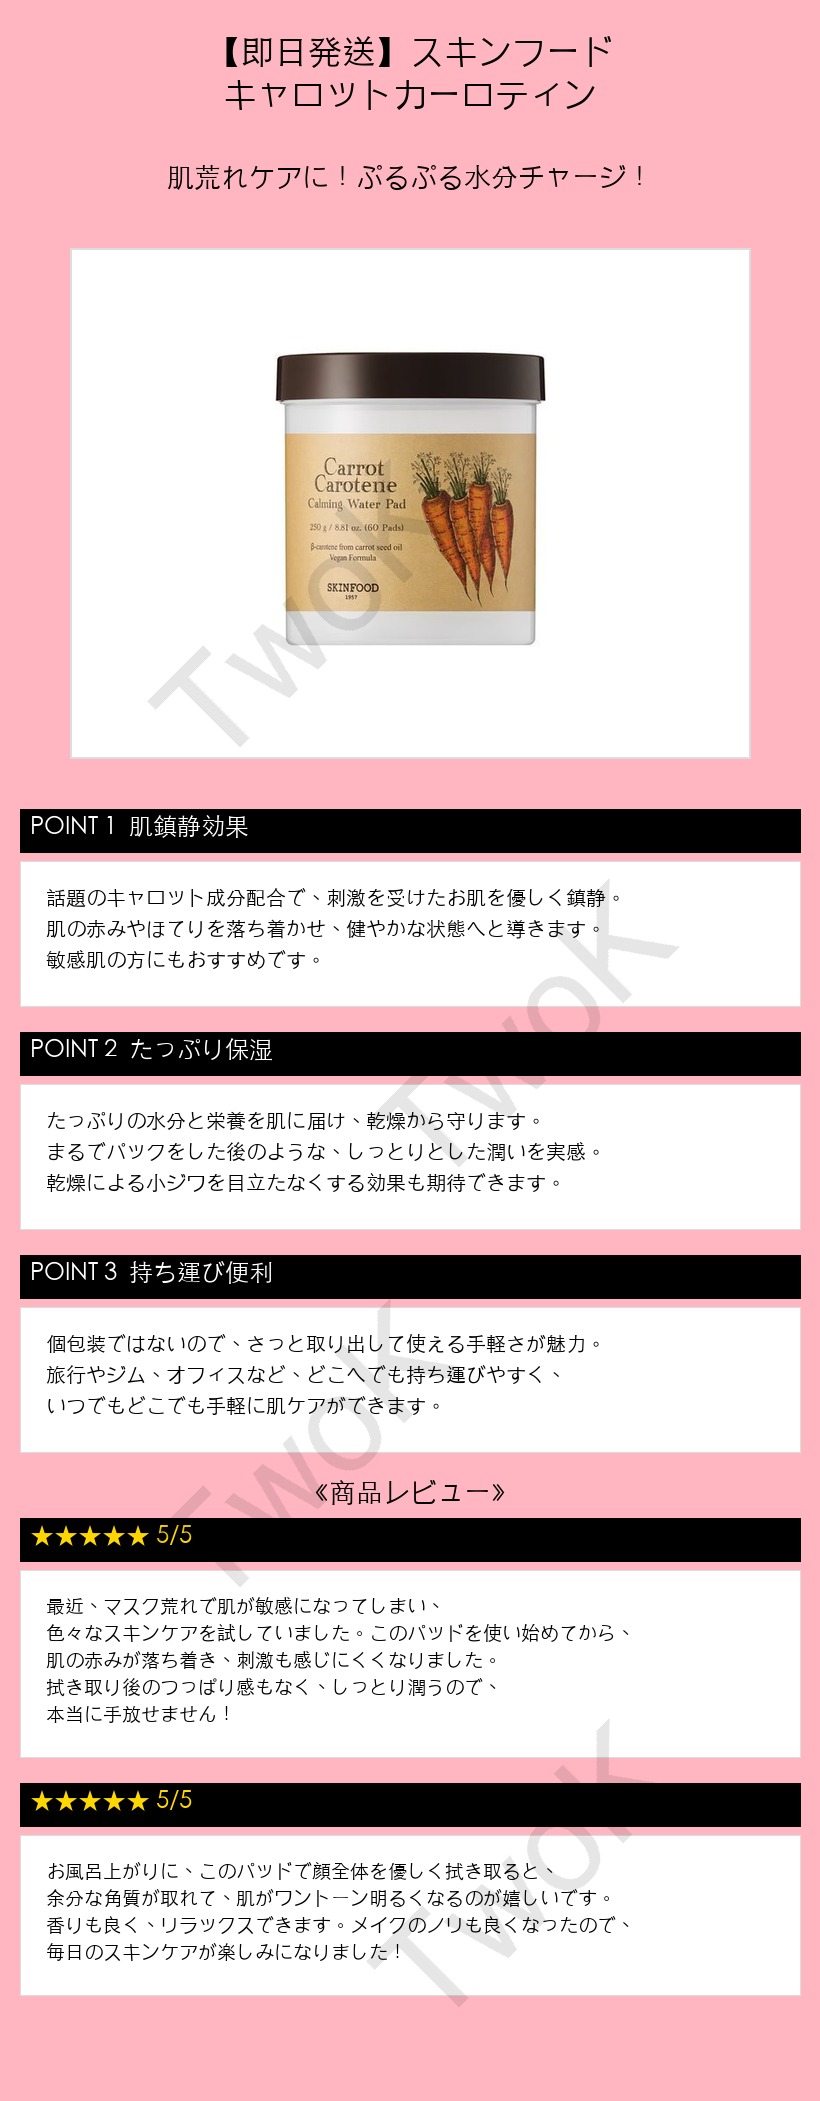 【即日発送】スキンフード
キャロットカーロティン
肌荒れケアに！ぷるぷる水分チャージ！
Carrot
Carotene
Calming Water Pad
250 g / 8.81 oz. (60 Pads)
β-carotene from carrot seed oil
Vegan Formula
SKINFOOD
1957
TwoK
POINT 1 肌鎮静効果
話題のキャロット成分配合で、刺激を受けたお肌を優しく鎮静。
肌の赤みやほてりを落ち着かせ、健やかな状態へと導きます。
敏感肌の方にもおすすめです。
TwoK
POINT 2 たっぷり保湿
たっぷりの水分と栄養を肌に届け、乾燥から守ります。
まるでパックをした後のような、しっとりとした潤いを実感。
乾燥による小ジワを目立たなくする効果も期待できます。
POINT 3 持ち運び便利
個包装ではないので、さっと取り出して使える手軽さが魅力。
旅行やジム、オフィスなど、どこへでも持ち運びやすく、
いつでもどこでも手軽に肌ケアができます。
TwoK
《商品レビュー》
★★★★★ 5/5
最近、マスク荒れで肌が敏感になってしまい、
色々なスキンケアを試していました。このパッドを使い始めてから、
肌の赤みが落ち着き、刺激も感じにくくなりました。
拭き取り後のつっぱり感もなく、しっとり潤うので、
本当に手放せません！
★★★★★ 5/5
お風呂上がりに、このパッドで顔全体を優しく拭き取ると、
余分な角質が取れて、肌がワントーン明るくなるのが嬉しいです。
香りも良く、リラックスできます。メイクのノリも良くなったので、
毎日のスキンケアが楽しみになりました！
TwoK